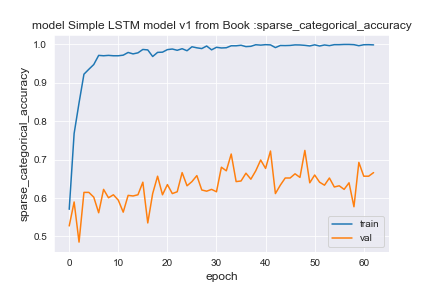 model Simple LSTM model v1 from Book :sparse_categorical_accuracy
sparse_categorical_accuracy
1.0
0.9
0.8
0.7
0.6
0.5
0 10 20 30 40 50 60
epoch
train
val